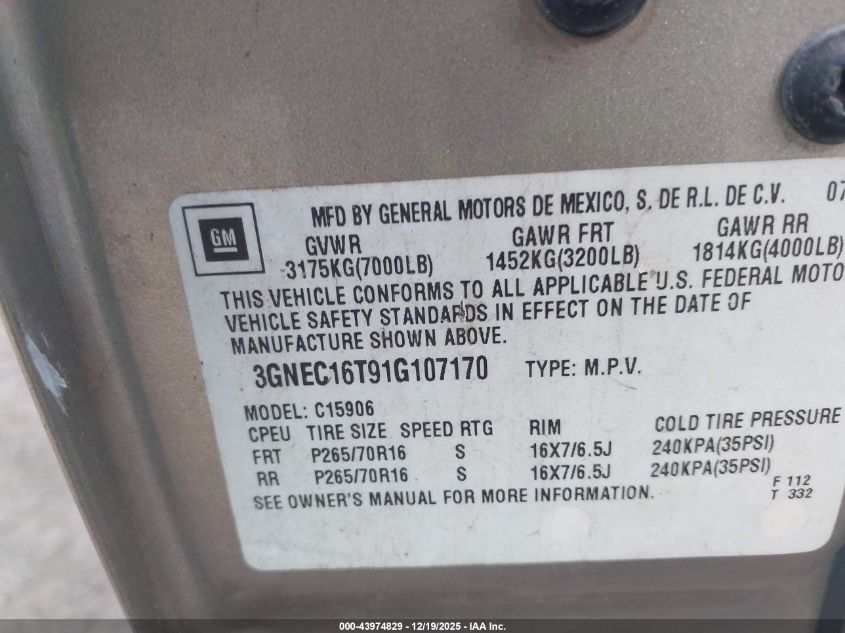 GM
MFD BY GENERAL MOTORS DE MEXICO, S. DE R.L. DE C.V. 07
GVWR GAWR FRT GAWR RR
3175KG(7000LB) 1452KG(3200LB) 1814KG(4000LB)
THIS VEHICLE CONFORMS TO ALL APPLICABLE U.S. FEDERAL MOTO
VEHICLE SAFETY STANDARDS IN EFFECT ON THE DATE OF
MANUFACTURE SHOWN ABOVE.
3GNEC16T91G107170 TYPE: M.P.V.
MODEL: C15906
CPEU TIRE SIZE SPEED RTG RIM COLD TIRE PRESSURE
FRT P265/70R16 S 16X7/6.5J 240KPA(35PSI)
RR P265/70R16 S 16X7/6.5J 240KPA(35PSI)
SEE OWNER'S MANUAL FOR MORE INFORMATION.
F 112
T 332
000-43974829 - 12/19/2025 - IAA Inc.